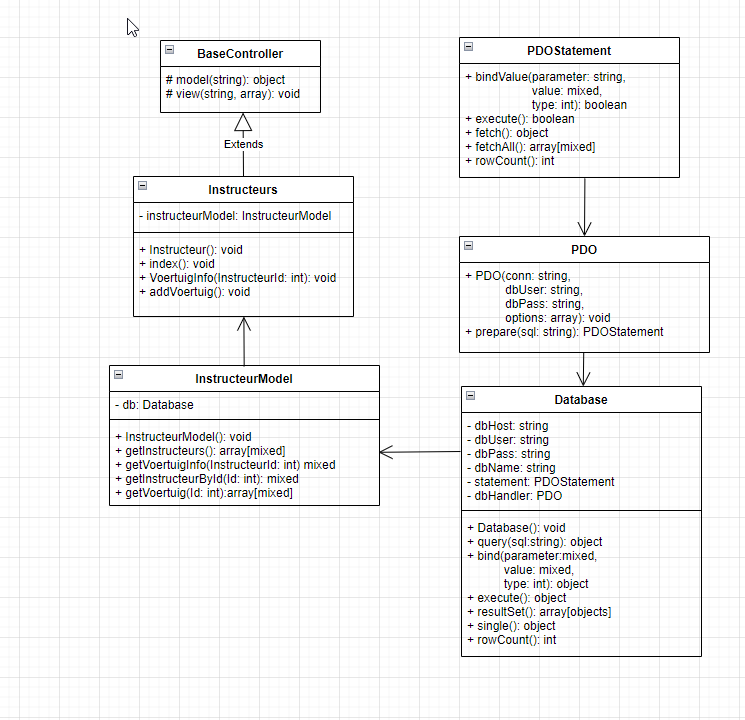 BaseController
# model(string): object
# view(string, array): void
Extends
Instructeurs
- instructeurModel: InstructeurModel
+ Instructeur(): void
+ index(): void
+ VoertuigInfo(InstructeurId: int): void
+ addVoertuig(): void
InstructeurModel
- db: Database
+ InstructeurModel(): void
+ getInstructeurs(): array[mixed]
+ getVoertuigInfo(InstructeurId: int) mixed
+ getInstructeurById(Id: int): mixed
+ getVoertuig(Id: int):array[mixed]
PDOStatement
+ bindValue(parameter: string,
value: mixed,
type: int): boolean
+ execute(): boolean
+ fetch(): object
+ fetchAll(): array[mixed]
+ rowCount(): int
PDO
+ PDO(conn: string,
dbUser: string,
dbPass: string,
options: array): void
+ prepare(sql: string): PDOStatement
Database
- dbHost: string
- dbUser: string
- dbPass: string
- dbName: string
- statement: PDOStatement
- dbHandler: PDO
+ Database(): void
+ query(sql:string): object
+ bind(parameter:mixed,
value: mixed,
type: int): object
+ execute(): object
+ resultSet(): array[objects]
+ single(): object
+ rowCount(): int